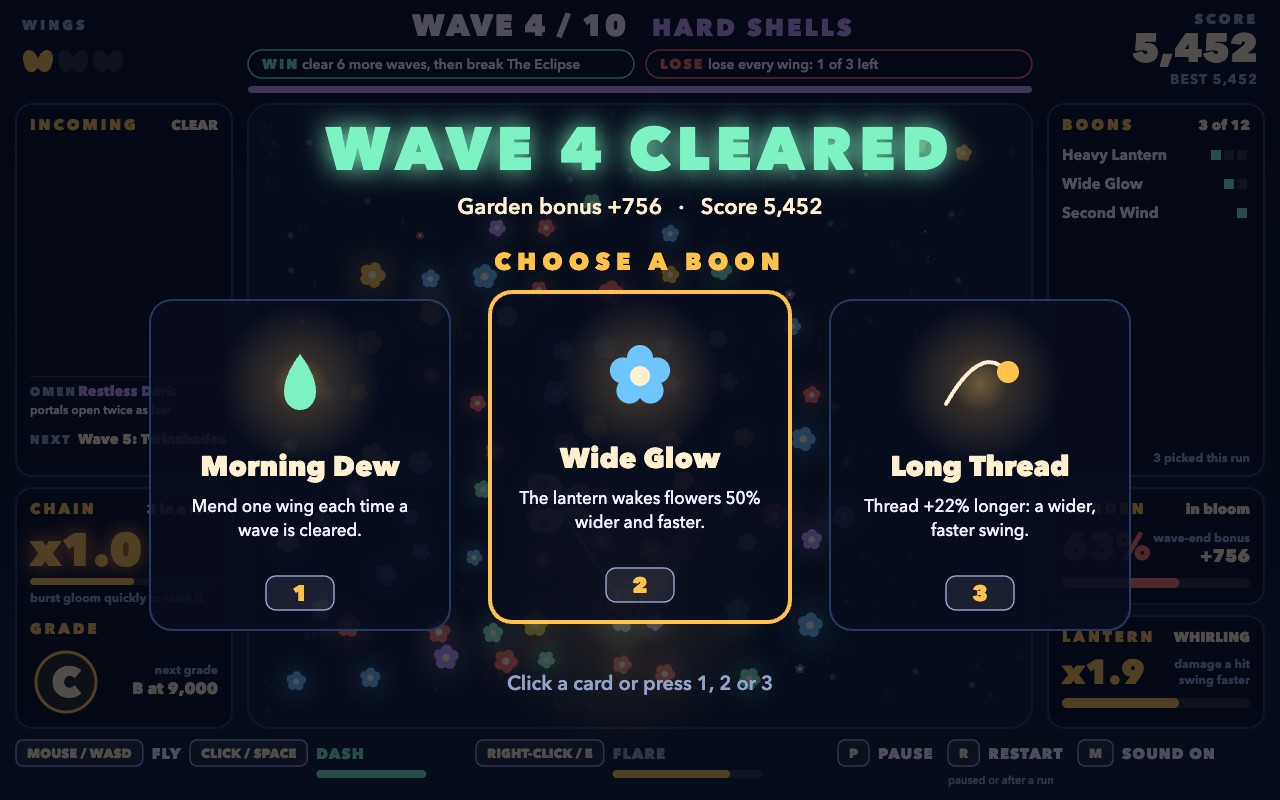 WINGS
WAVE 4 / 10 HARD SHELLS
SCORE
5,452
BEST 5,452
WIN clear 6 more waves, then break The Eclipse
LOSE lose every wing: 1 of 3 left
INCOMING CLEAR
WAVE 4 CLEARED
Garden bonus +756 · Score 5,452
CHOOSE A BOON
BOONS 3 of 12
Heavy Lantern
Wide Glow
Second Wind
3 picked this run
OMEN Restless Dark
portals open twice as fast
NEXT Wave 5: Twinshades
Morning Dew
Mend one wing each time a
wave is cleared.
1
Wide Glow
The lantern wakes flowers 50%
wider and faster.
2
Long Thread
Thread +22% longer: a wider,
faster swing.
3
Click a card or press 1, 2 or 3
CHAIN
x1.0
burst gloom quickly
GRADE
C
next grade
B at 9,000
in bloom
63%
wave-end bonus
+756
LANTERN WHIRLING
x1.9
damage a hit
swing faster
MOUSE / WASD FLY CLICK / SPACE DASH RIGHT-CLICK / E FLARE P PAUSE R RESTART M SOUND ON
paused or after a run